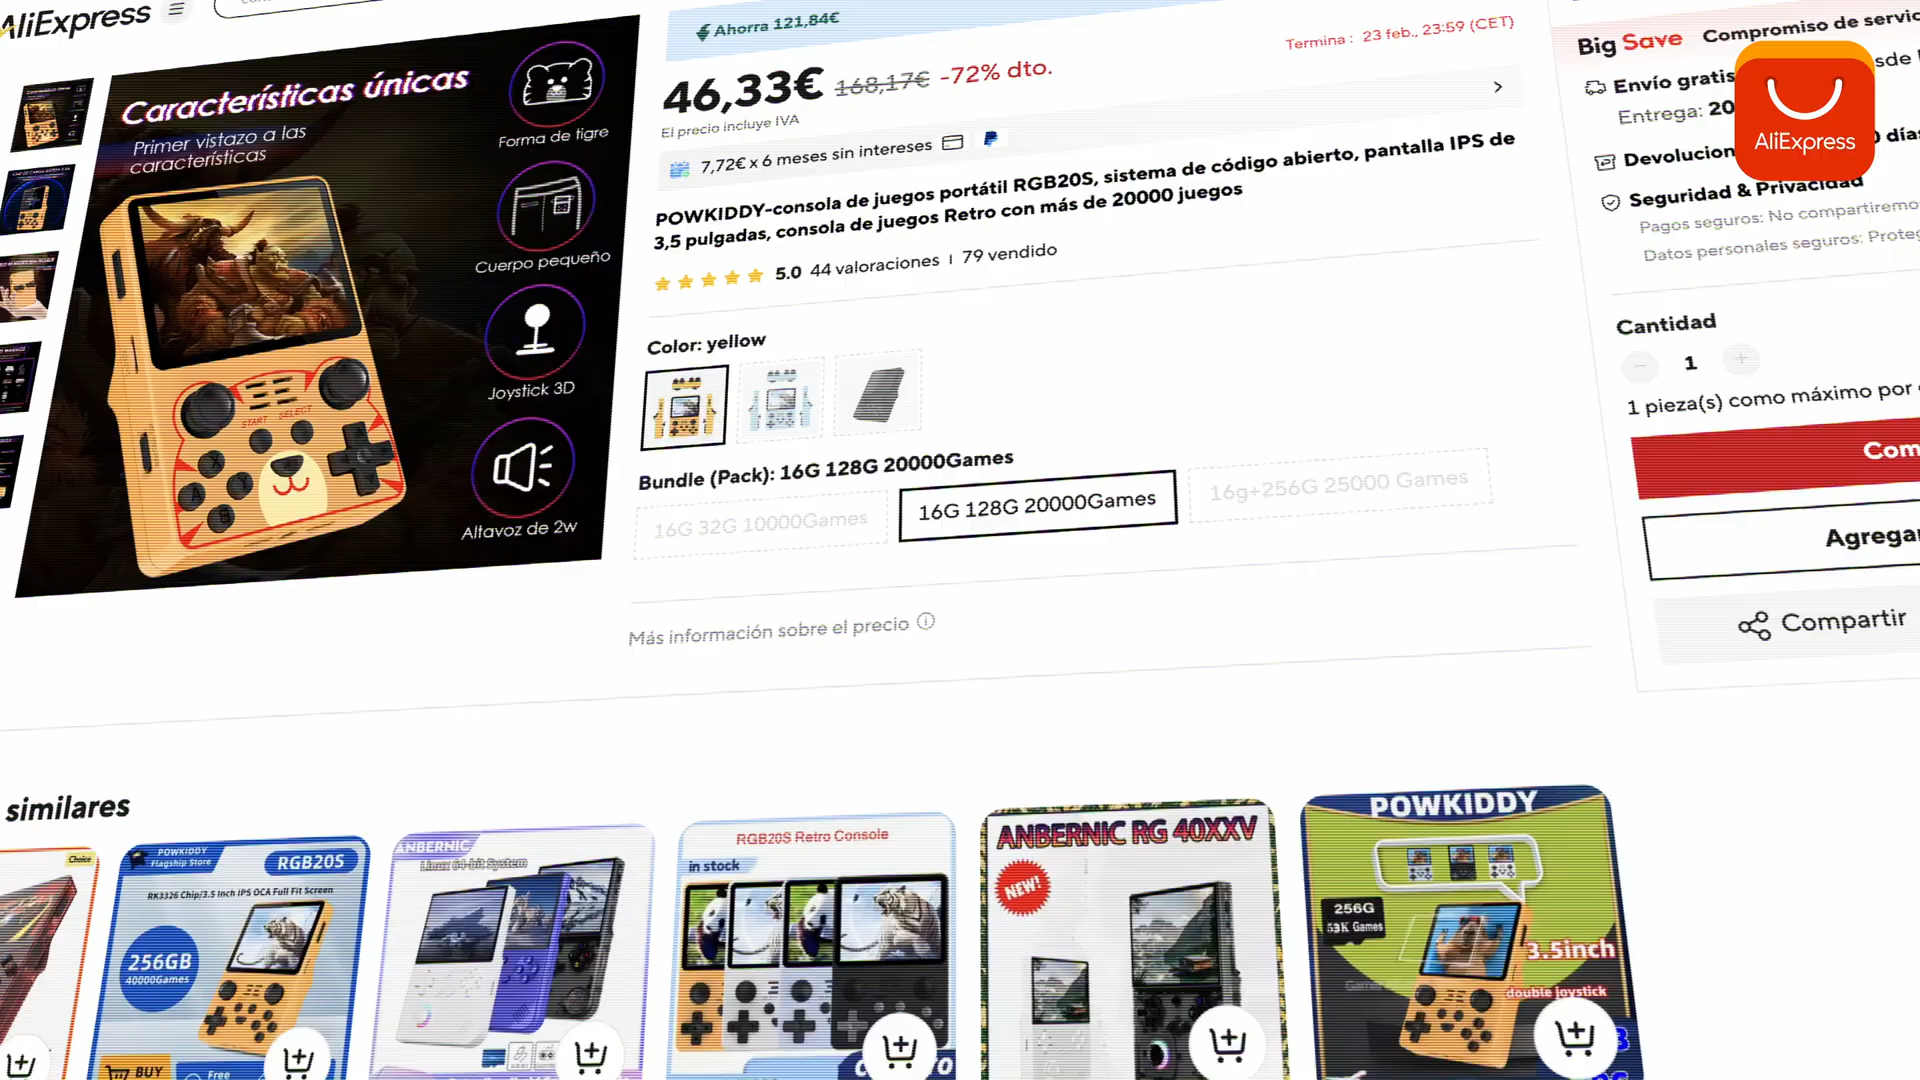 AliExpress
Características únicas
Primer vistazo a las
características
Forma de tigre
Cuerpo pequeño
Joystick 3D
Altavoz de 2w
START SELECT
X
Y
A
B
Ahorra 121,84€
46,33€ 168,17€ -72% dto.
Termina : 23 feb., 23:59 (CET)
El precio incluye IVA
7,72€ x 6 meses sin intereses
POWKIDDY-consola de juegos portátil RGB20S, sistema de código abierto, pantalla IPS de
3,5 pulgadas, consola de juegos Retro con más de 20000 juegos
5.0 44 valoraciones | 79 vendido
Color: yellow
Bundle (Pack): 16G 128G 20000Games
16G 32G 10000Games
16G 128G 20000Games
16g+256G 25000 Games
Más información sobre el precio
Big Save Compromiso de servic
Envío gratis
Entrega: 20
Devolucion
días
Seguridad & Privacidad
Pagos seguros: No compartiremo
Datos personales seguros: Prote
AliExpress
Cantidad
1
1 pieza(s) como máximo por
Com
Agregar
Compartir
similares
Choice
POWKIDDY
Flagship Store
RGB20S
RK3326 Chip/3.5 Inch IPS OCA Full Fit Screen
256GB
40000Games
BUY
Free
ANBERNIC
Linux 64-bit System
RGB20S Retro Console
in stock
ANBERNIC RG 40XXV
NEW!
POWKIDDY
256G
53K Games
3.5inch
double joystick